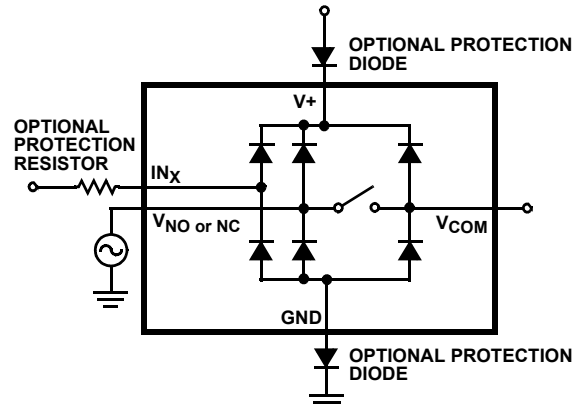 OPTIONAL PROTECTION
DIODE
V+
OPTIONAL
PROTECTION
RESISTOR
INX
VNO or NC
VCOM
GND
OPTIONAL PROTECTION
DIODE